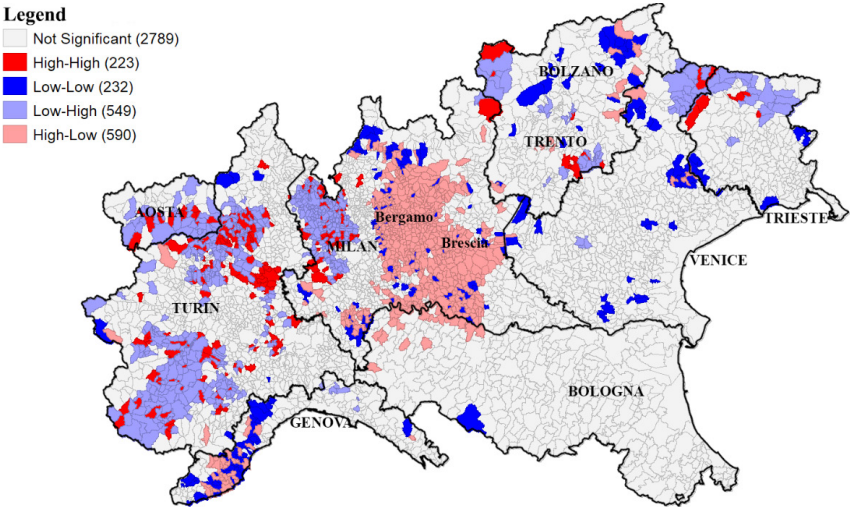 Legend
Not Significant (2789)
High-High (223)
Low-Low (232)
Low-High (549)
High-Low (590)
BOLZANO
TRENTO
AOSTA
Bergamo
TRIESTE
MILAN
Brescia
VENICE
TURIN
BOLOGNA
GENOVA